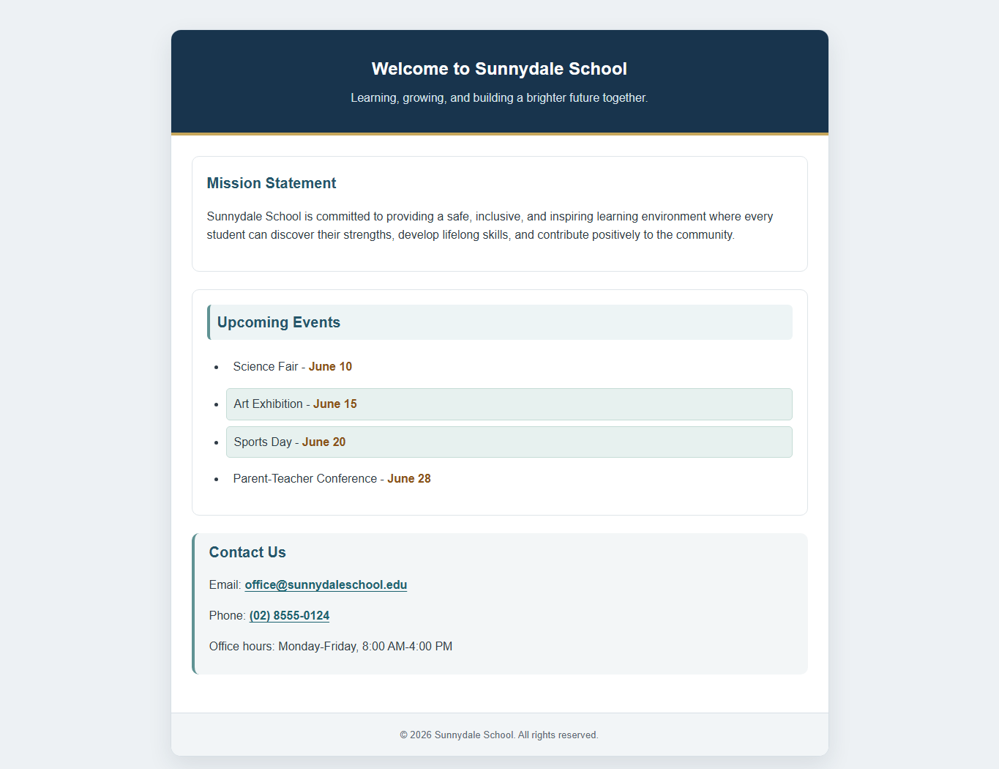 Welcome to Sunnydale School
Learning, growing, and building a brighter future together.
Mission Statement
Sunnydale School is committed to providing a safe, inclusive, and inspiring learning environment where every
student can discover their strengths, develop lifelong skills, and contribute positively to the community.
Upcoming Events
• Science Fair - June 10
• Art Exhibition - June 15
• Sports Day - June 20
• Parent-Teacher Conference - June 28
Contact Us
Email: office@sunnydaleschool.edu
Phone: (02) 8555-0124
Office hours: Monday-Friday, 8:00 AM-4:00 PM
© 2026 Sunnydale School. All rights reserved.